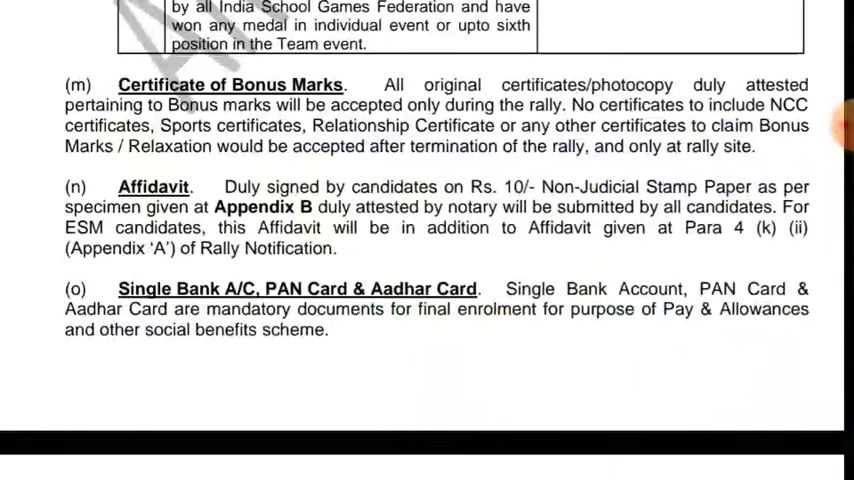 by all India School Games Federation and have
won any medal in individual event or upto sixth
position in the Team event.
(m) Certificate of Bonus Marks. All original certificates/photocopy duly attested
pertaining to Bonus marks will be accepted only during the rally. No certificates to include NCC
certificates, Sports certificates, Relationship Certificate or any other certificates to claim Bonus
Marks / Relaxation would be accepted after termination of the rally, and only at rally site.
(n) Affidavit. Duly signed by candidates on Rs. 10/- Non-Judicial Stamp Paper as per
specimen given at Appendix B duly attested by notary will be submitted by all candidates. For
ESM candidates, this Affidavit will be in addition to Affidavit given at Para 4 (k) (ii)
(Appendix ‘A’) of Rally Notification.
(o) Single Bank A/C, PAN Card & Aadhar Card. Single Bank Account, PAN Card &
Aadhar Card are mandatory documents for final enrolment for purpose of Pay & Allowances
and other social benefits scheme.